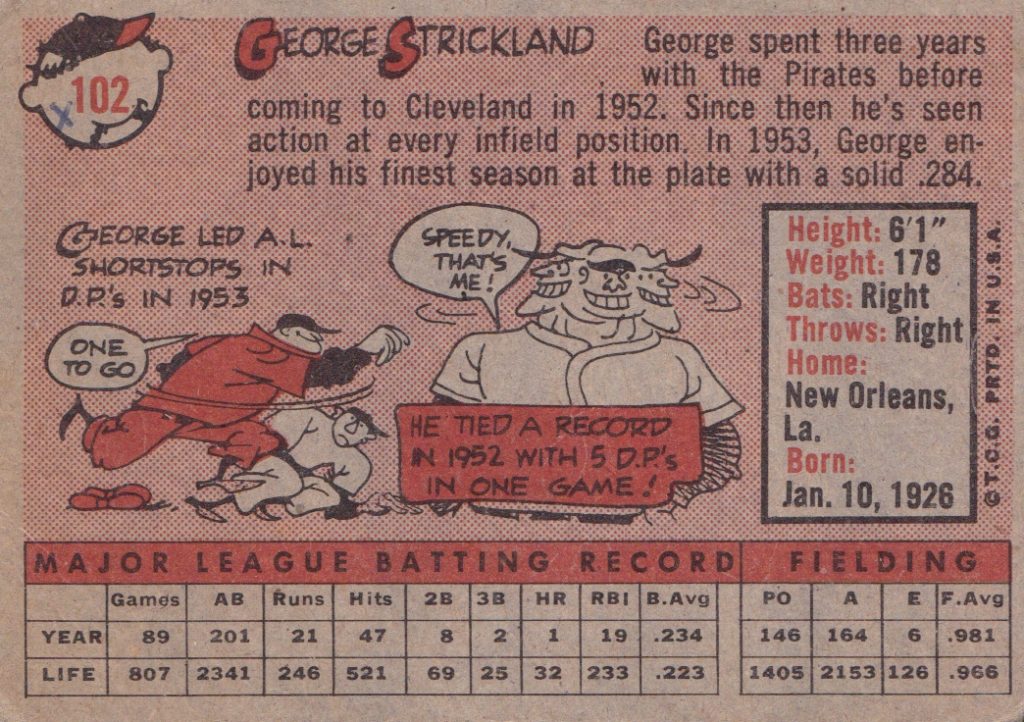 102
GEORGE STRICKLAND
George spent three years
with the Pirates before
coming to Cleveland in 1952. Since then he's seen
action at every infield position. In 1953, George en-
joyed his finest season at the plate with a solid .284.
GEORGE LED A.L.
SHORTSTOPS IN
D.P.'s IN 1953
ONE
TO GO
SPEEDY,
THAT'S
ME!
HE TIED A RECORD
IN 1952 WITH 5 D.P.'s
IN ONE GAME!
Height: 6'1"
Weight: 178
Bats: Right
Throws: Right
Home:
New Orleans,
La.
Born:
Jan. 10, 1926
©T.C.G. PRTD. IN U.S.A.
MAJOR LEAGUE BATTING RECORD FIELDING
Games AB Runs Hits 2B 3B HR RBI B.Avg PO A E F.Avg
YEAR 89 201 21 47 8 2 1 19 .234 146 164 6 .981
LIFE 807 2341 246 521 69 25 32 233 .223 1405 2153 126 .966